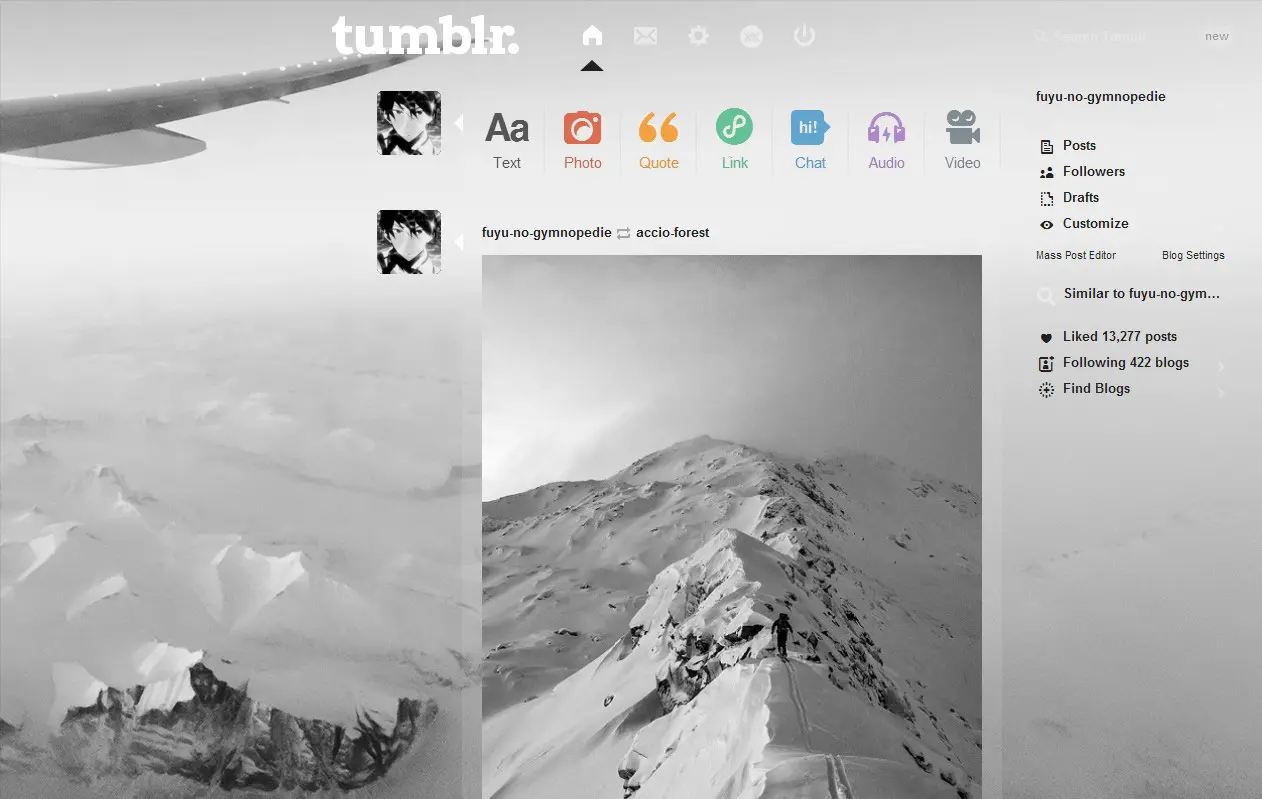 tumblr.
Search Tumblr
new
Aa
hi!
Text
Photo
Quote
Link
Chat
Audio
Video
fuyu-no-gymnopedie
Posts
Followers
Drafts
Customize
Mass Post Editor
Blog Settings
Similar to fuyu-no-gym...
Liked 13,277 posts
Following 422 blogs
Find Blogs
fuyu-no-gymnopedie accio-forest